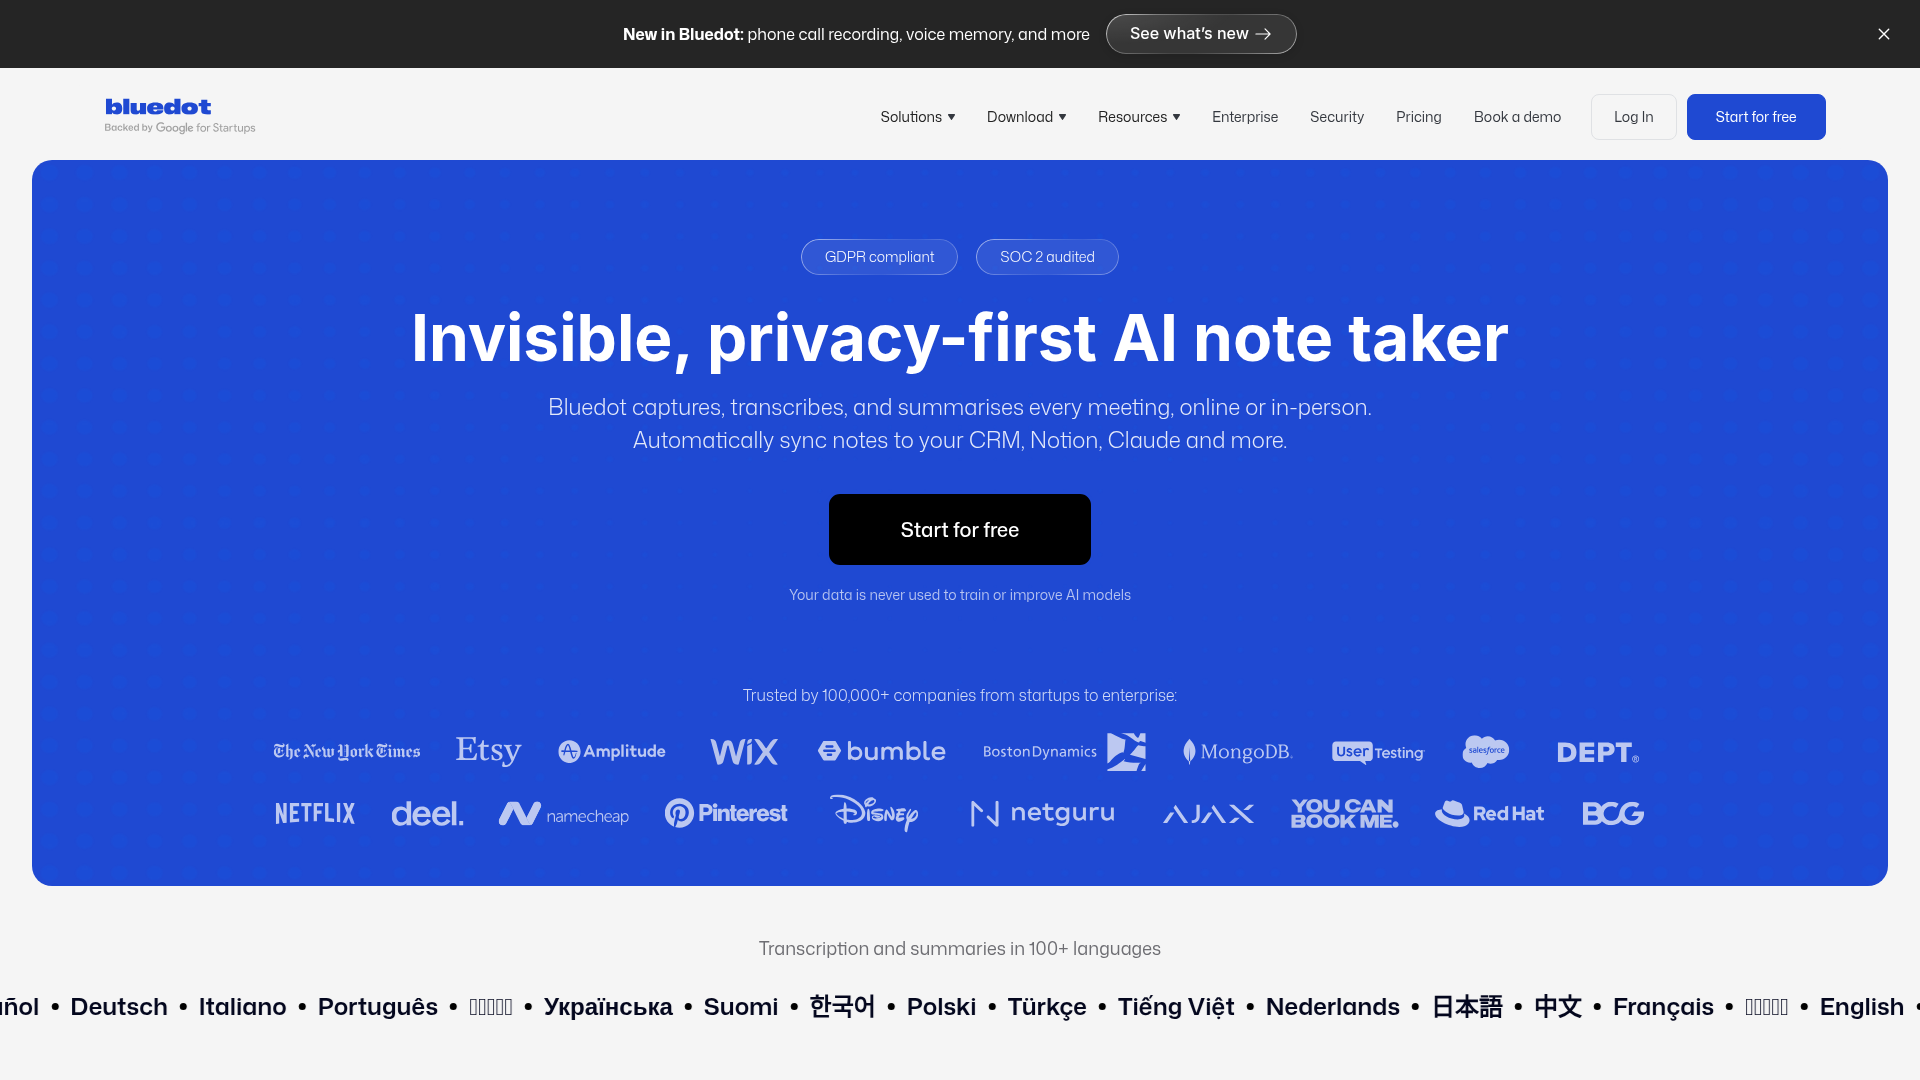 New in Bluedot: phone call recording, voice memory, and more
See what's new →
bluedot
Backed by Google for Startups
Solutions
Download
Resources
Enterprise
Security
Pricing
Book a demo
Log In
Start for free
GDPR compliant
SOC 2 audited
Invisible, privacy-first AI note taker
Bluedot captures, transcribes, and summarises every meeting, online or in-person.
Automatically sync notes to your CRM, Notion, Claude and more.
Start for free
Your data is never used to train or improve AI models
Trusted by 100,000+ companies from startups to enterprise:
The New York Times Etsy Amplitude WiX bumble BostonDynamics MongoDB. UserTesting salesforce DEPT®
NETFLIX deel. namecheap Pinterest Disney netguru AJAX YOU CAN BOOK ME. Red Hat BCG
Transcription and summaries in 100+ languages
ñol • Deutsch • Italiano • Português • • Українська • Suomi • 한국어 • Polski • Türkçe • Tiếng Việt • Nederlands • 日本語 • 中文 • Français • • English •